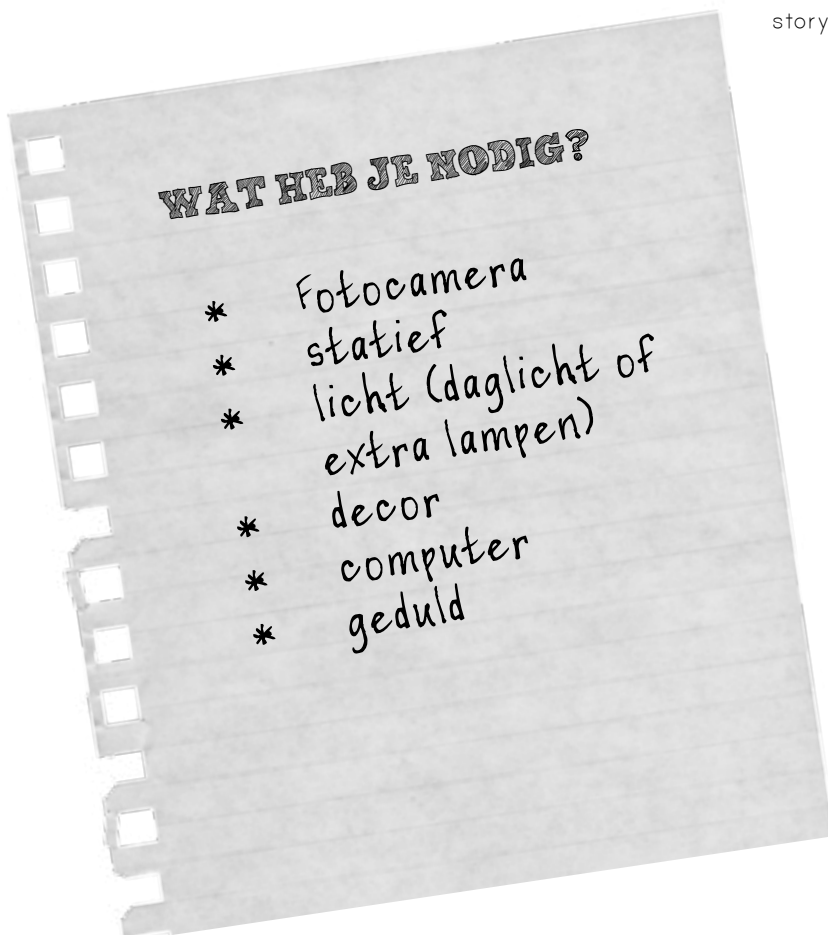 story
WAT HEB JE NODIG?
* Fotocamera
* statief
* licht (daglicht of
extra lampen)
* decor
* computer
* geduld